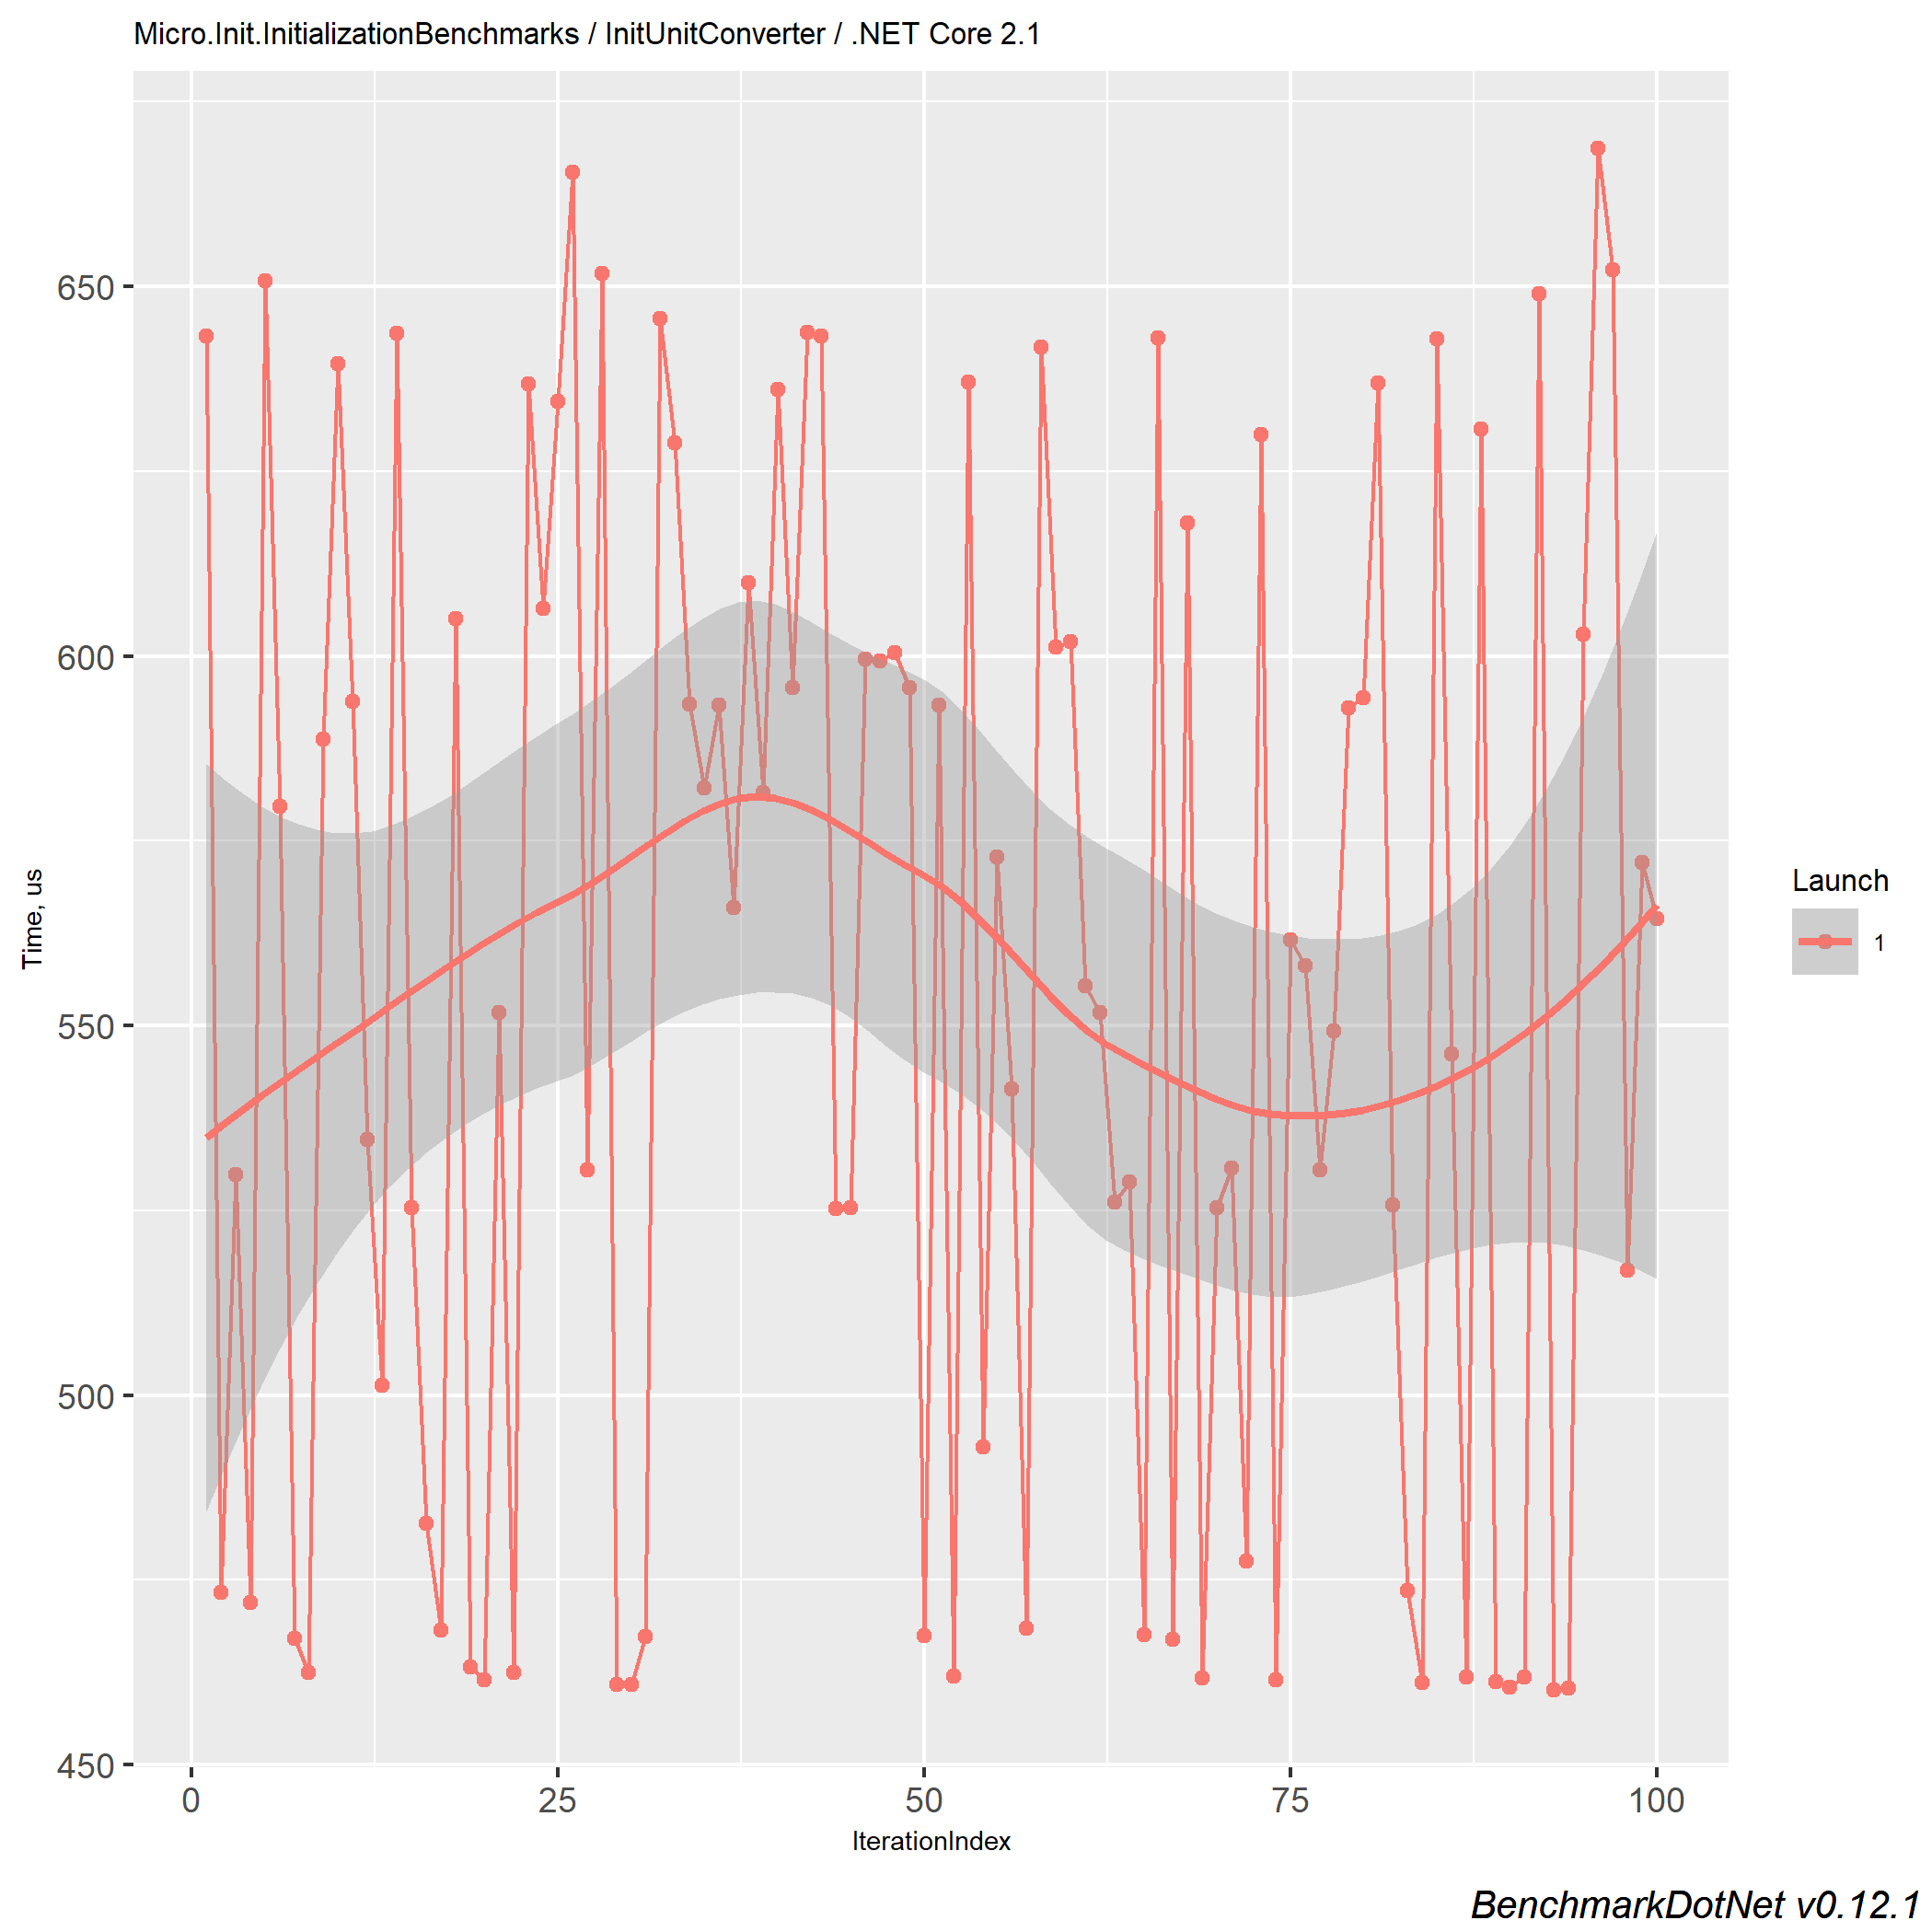 Micro.Init.InitializationBenchmarks / InitUnitConverter / .NET Core 2.1
650
600
550
500
450
Time, us
0 25 50 75 100
IterationIndex
Launch
1
BenchmarkDotNet v0.12.1